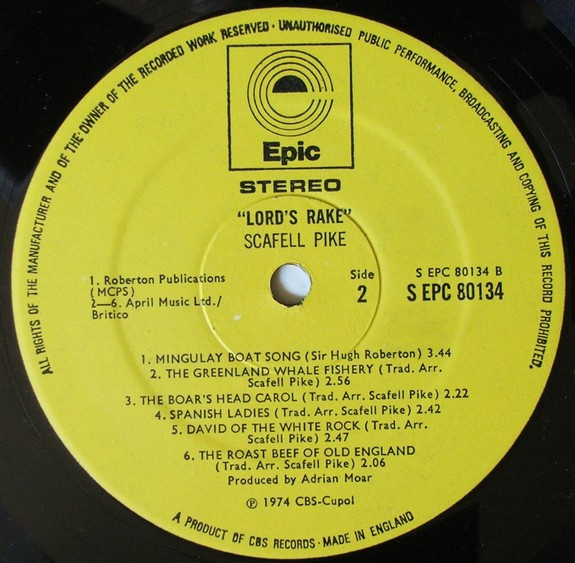 ALL RIGHTS OF THE MANUFACTURER AND OF THE OWNER OF THE RECORDED WORK RESERVED · UNAUTHORISED PUBLIC PERFORMANCE, BROADCASTING AND COPYING OF THIS RECORD PROHIBITED.
Epic
STEREO
"LORD'S RAKE"
SCAFELL PIKE
1. Roberton Publications
(MCPS)
2—6. April Music Ltd./
Britico
Side
2
S EPC 80134 B
S EPC 80134
1. MINGULAY BOAT SONG (Sir Hugh Roberton) 3.44
2. THE GREENLAND WHALE FISHERY (Trad. Arr.
Scafell Pike) 2.56
3. THE BOAR'S HEAD CAROL (Trad. Arr. Scafell Pike) 2.22
4. SPANISH LADIES (Trad. Arr. Scafell Pike) 2.42
5. DAVID OF THE WHITE ROCK (Trad. Arr.
Scafell Pike) 2.47
6. THE ROAST BEEF OF OLD ENGLAND
(Trad. Arr. Scafell Pike) 2.06
Produced by Adrian Moar
℗ 1974 CBS-Cupol
A PRODUCT OF CBS RECORDS · MADE IN ENGLAND